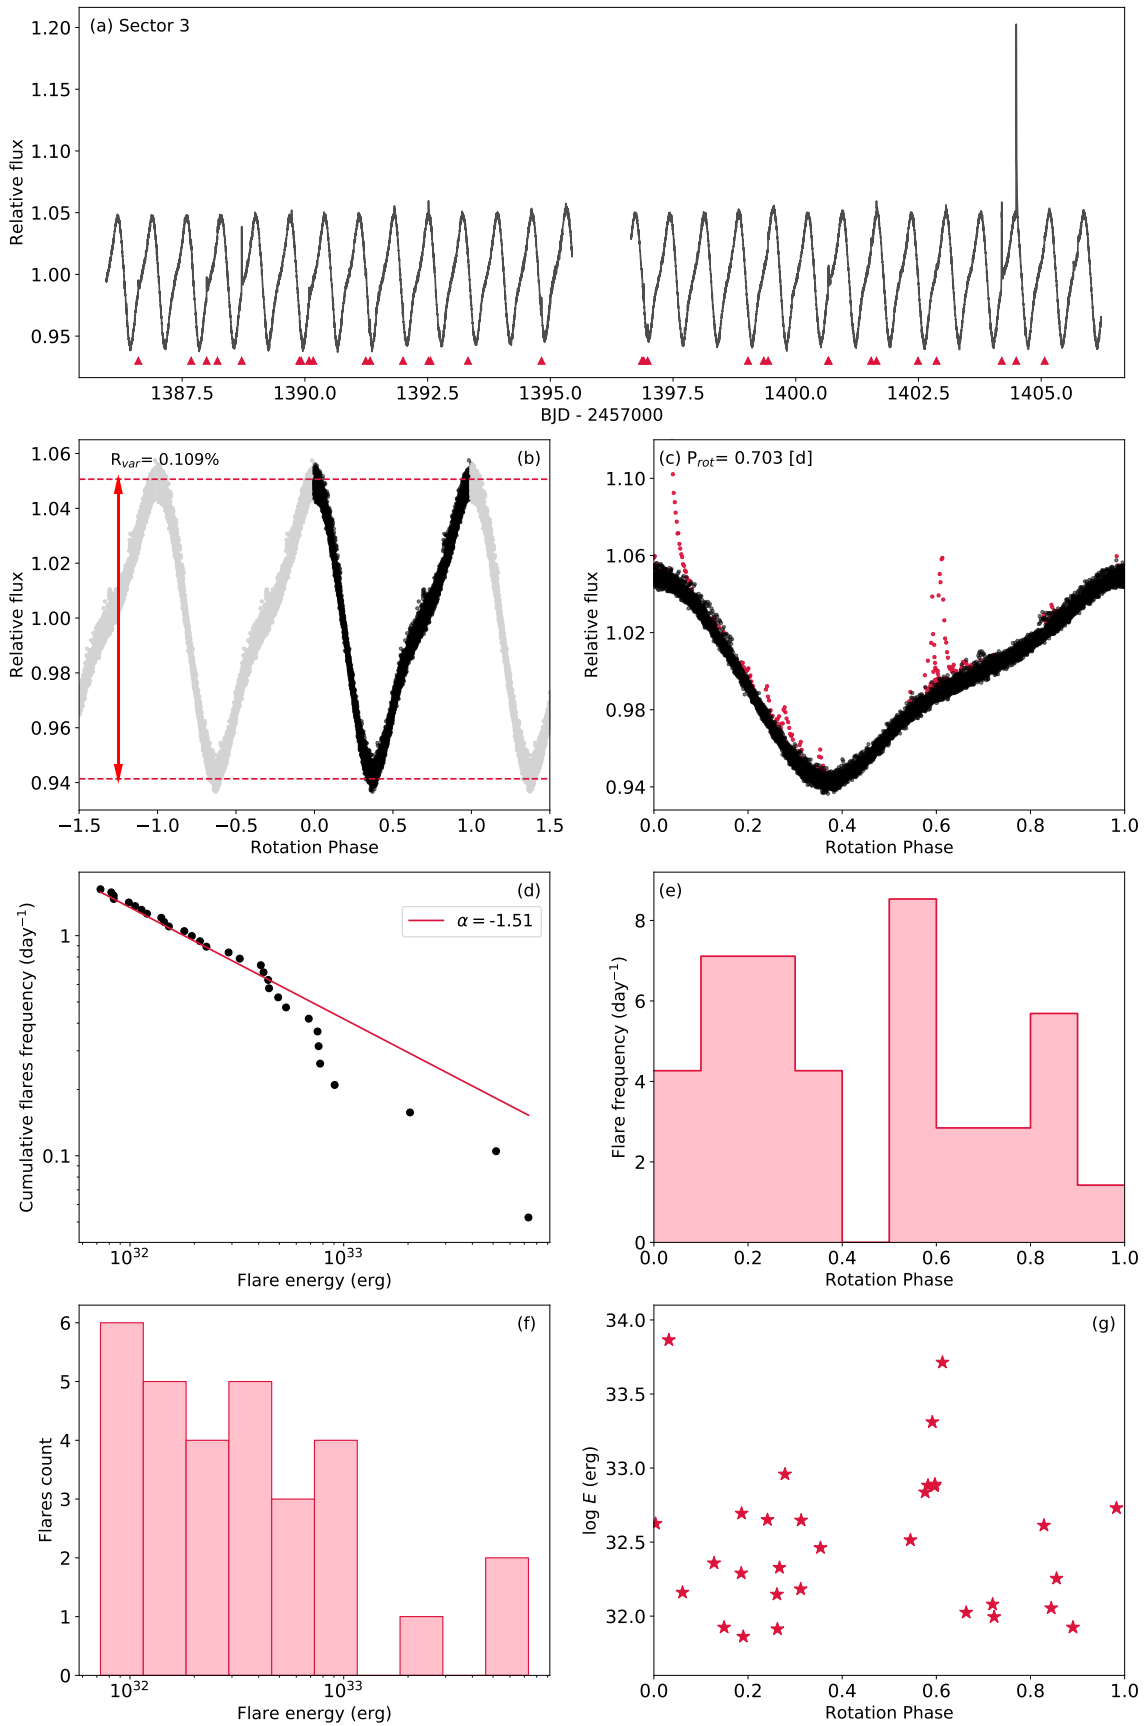 (a) Sector 3
1.20
1.15
1.10
1.05
1.00
0.95
Relative flux
1387.5 1390.0 1392.5 1395.0 1397.5 1400.0 1402.5 1405.0
BJD - 2457000
R_var= 0.109%
(b)
1.06
1.04
1.02
1.00
0.98
0.96
0.94
Relative flux
−1.5 −1.0 −0.5 0.0 0.5 1.0 1.5
Rotation Phase
(c) P_rot= 0.703 [d]
1.10
1.06
1.02
0.98
0.94
Relative flux
0.0 0.2 0.4 0.6 0.8 1.0
Rotation Phase
(d)
α = -1.51
1
0.1
Cumulative flares frequency (day⁻¹)
10³² 10³³
Flare energy (erg)
(e)
8
6
4
2
0
Flare frequency (day⁻¹)
0.0 0.2 0.4 0.6 0.8 1.0
Rotation Phase
(f)
6
5
4
3
2
1
0
Flares count
10³² 10³³
Flare energy (erg)
(g)
34.0
33.5
33.0
32.5
32.0
log E (erg)
0.0 0.2 0.4 0.6 0.8 1.0
Rotation Phase